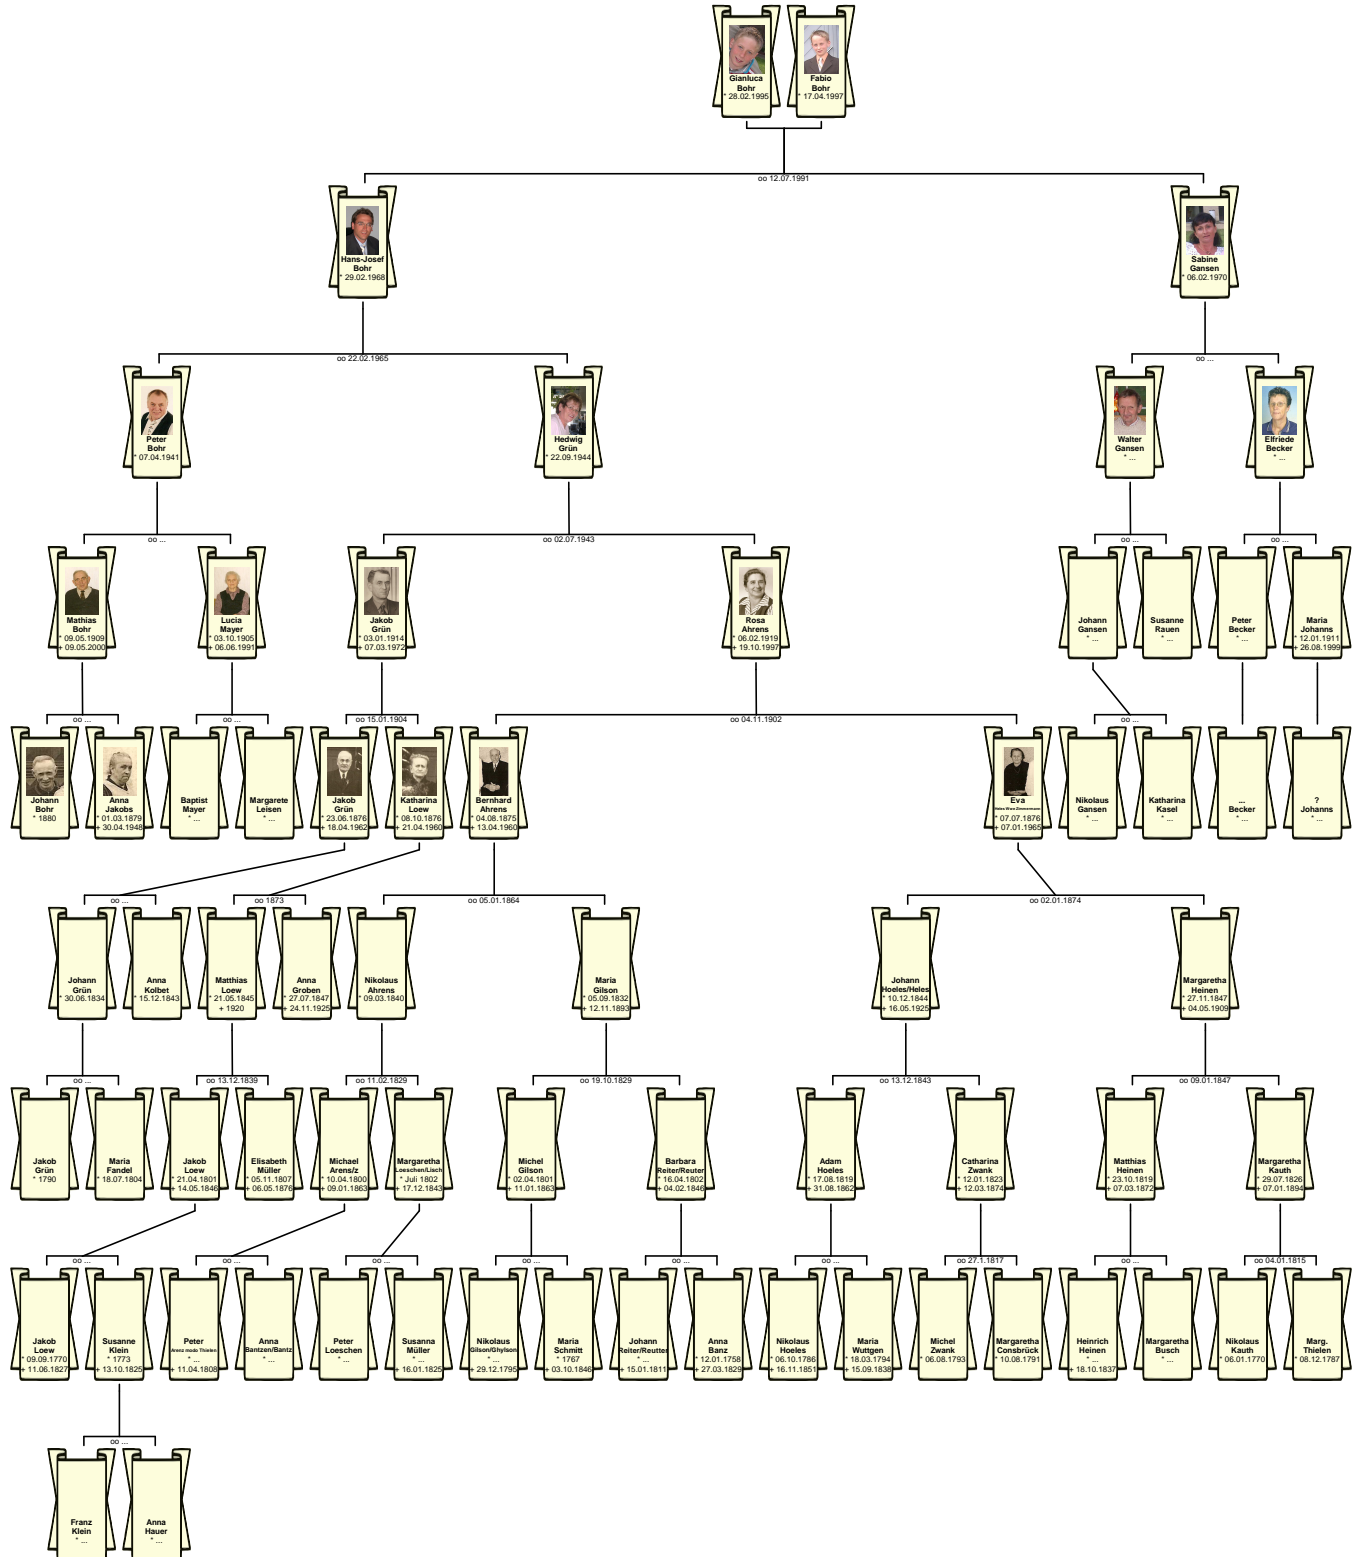 Gianluca
Bohr
* 28.02.1995
Fabio
Bohr
* 17.04.1997
oo 12.07.1991
Hans-Josef
Bohr
* 29.02.1968
Sabine
Gansen
* 06.02.1970
oo 22.02.1965
oo ...
Peter
Bohr
* 07.04.1941
Hedwig
Grün
* 22.09.1944
Walter
Gansen
* ...
Elfriede
Becker
* ...
oo ...
oo 02.07.1943
oo ...
oo ...
Mathias
Bohr
* 09.05.1909
+ 09.05.2000
Lucia
Mayer
* 03.10.1905
+ 06.06.1991
Jakob
Grün
* 03.01.1914
+ 07.03.1972
Rosa
Ahrens
* 06.02.1919
+ 19.10.1997
Johann
Gansen
* ...
Susanne
Rauen
* ...
Peter
Becker
* ...
Maria
Johanns
* 12.01.1911
+ 26.08.1999
oo ...
oo ...
oo 15.01.1904
oo 04.11.1902
oo ...
Johann
Bohr
* 1880
Anna
Jakobs
* 01.03.1879
+ 30.04.1948
Baptist
Mayer
* ...
Margarete
Leisen
* ...
Jakob
Grün
* 23.06.1876
+ 18.04.1962
Katharina
Loew
* 08.10.1876
+ 21.04.1960
Bernhard
Ahrens
* 04.08.1875
+ 13.04.1960
Eva
* 07.07.1876
+ 07.01.1965
Nikolaus
Gansen
* ...
Katharina
Kasel
* ...
...
Becker
* ...
?
Johanns
* ...
oo ...
oo 1873
oo 05.01.1864
oo 02.01.1874
Johann
Grün
* 30.06.1834
Anna
Kolbet
* 15.12.1843
Matthias
Loew
* 21.05.1845
+ 1920
Anna
Groben
* 27.07.1847
+ 24.11.1925
Nikolaus
Ahrens
* 09.03.1840
Maria
Gilson
* 05.09.1832
+ 12.11.1893
Johann
Hoeles/Heles
* 10.12.1844
+ 16.05.1925
Margaretha
Heinen
* 27.11.1847
+ 04.05.1909
oo ...
oo 13.12.1839
oo 11.02.1829
oo 19.10.1829
oo 13.12.1843
oo 09.01.1847
Jakob
Grün
* 1790
Maria
Fandel
* 18.07.1804
Jakob
Loew
* 21.04.1801
+ 14.05.1846
Elisabeth
Müller
* 05.11.1807
+ 06.05.1876
Michael
Arens/z
* 10.04.1800
+ 09.01.1863
Margaretha
Loeschen/Lisch
* Juli 1802
+ 17.12.1843
Michel
Gilson
* 02.04.1801
+ 11.01.1863
Barbara
Reiter/Reuter
* 16.04.1802
+ 04.02.1846
Adam
Hoeles
* 17.08.1819
+ 31.08.1862
Catharina
Zwank
* 12.01.1823
+ 12.03.1874
Matthias
Heinen
* 23.10.1819
+ 07.03.1872
Margaretha
Kauth
* 29.07.1826
+ 07.01.1894
oo ...
oo ...
oo ...
oo ...
oo ...
oo ...
oo 27.1.1817
oo ...
oo 04.01.1815
Jakob
Loew
* 09.09.1770
+ 11.06.1827
Susanne
Klein
* 1773
+ 13.10.1825
Peter
Arenz modo Thielen
* ...
+ 11.04.1808
Anna
Bantzen/Bantz
* ...
Peter
Loeschen
* ...
Susanna
Müller
* ...
+ 16.01.1825
Nikolaus
Gilson/Ghylson
* ...
+ 29.12.1795
Maria
Schmitt
* 1767
+ 03.10.1846
Johann
Reiter/Reutter
* ...
+ 15.01.1811
Anna
Banz
* 12.01.1758
+ 27.03.1829
Nikolaus
Hoeles
* 06.10.1786
+ 16.11.1851
Maria
Wuttgen
* 18.03.1794
+ 15.09.1838
Michel
Zwank
* 06.08.1793
Margaretha
Consbrück
* 10.08.1791
Heinrich
Heinen
* ...
+ 18.10.1837
Margaretha
Busch
* ...
Nikolaus
Kauth
* 06.01.1770
Marg.
Thielen
* 08.12.1787
oo ...
Franz
Klein
* ...
Anna
Hauer
* ...